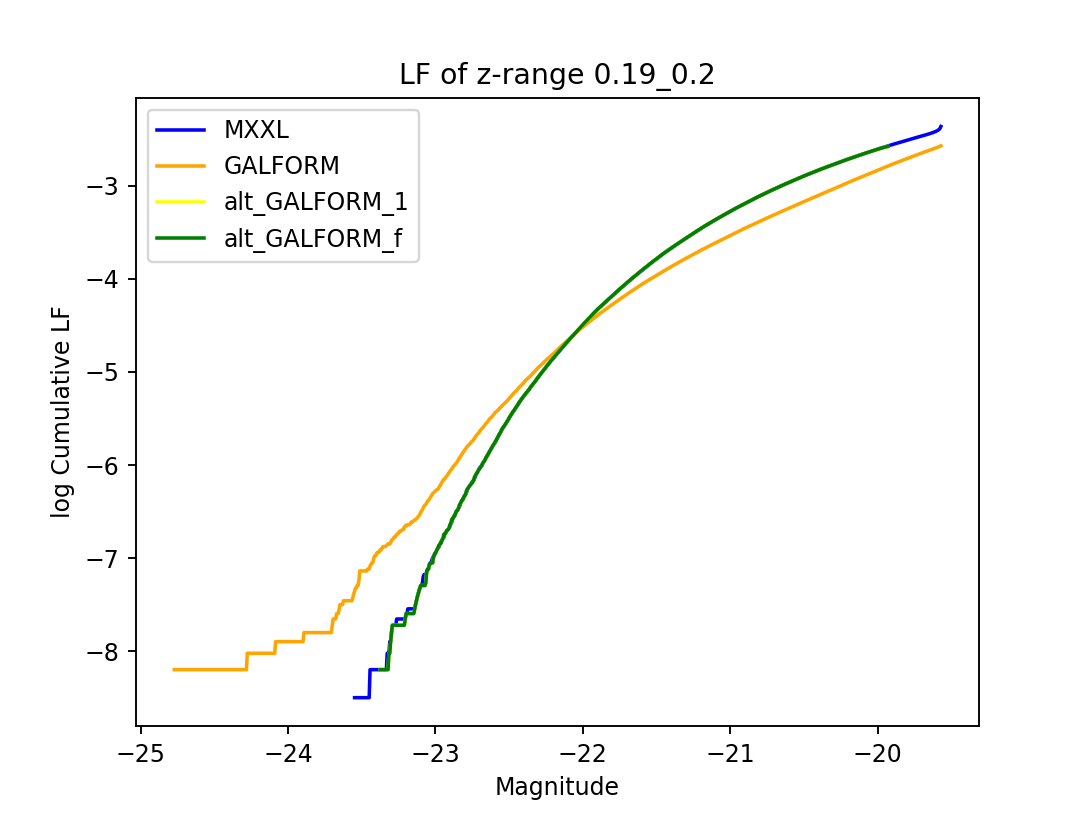 LF of z-range 0.19_0.2
MXXL
GALFORM
alt_GALFORM_1
alt_GALFORM_f
−3
−4
−5
−6
−7
−8
log Cumulative LF
−25 −24 −23 −22 −21 −20
Magnitude